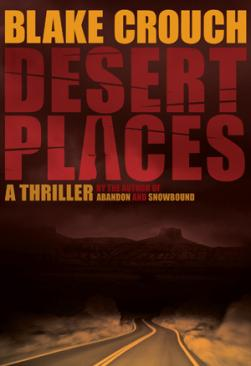 BLAKE CROUCH
DESERT
PLACES
A THRILLER BY THE AUTHOR OF
ABANDON AND SNOWBOUND